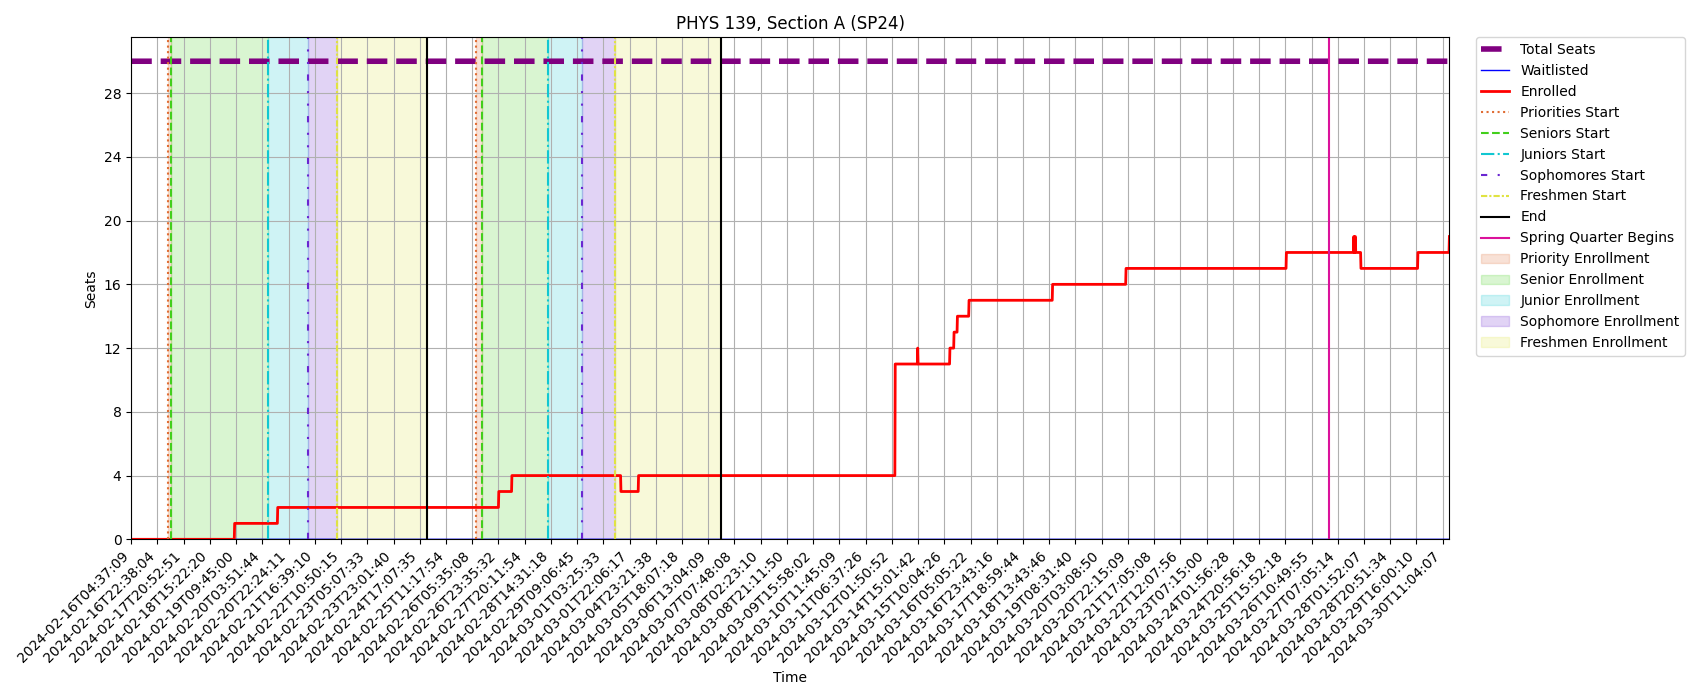 PHYS 139, Section A (SP24)
Seats
28
24
20
16
12
8
4
0
2024-02-16T04:37:09
2024-02-16T22:38:04
2024-02-17T20:52:51
2024-02-18T15:22:20
2024-02-19T09:45:00
2024-02-20T03:51:44
2024-02-20T22:24:11
2024-02-21T16:39:10
2024-02-22T10:50:15
2024-02-23T05:07:33
2024-02-23T23:01:40
2024-02-24T17:07:35
2024-02-25T11:17:54
2024-02-26T05:35:08
2024-02-26T23:35:32
2024-02-27T20:11:54
2024-02-28T14:31:18
2024-02-29T09:06:45
2024-03-01T03:25:33
2024-03-01T22:06:17
2024-03-04T23:21:38
2024-03-05T18:07:18
2024-03-06T13:04:09
2024-03-07T07:48:08
2024-03-08T02:23:10
2024-03-08T21:11:50
2024-03-09T15:58:02
2024-03-10T11:45:09
2024-03-11T06:37:26
2024-03-12T01:50:52
2024-03-14T15:01:42
2024-03-15T10:04:26
2024-03-16T05:05:22
2024-03-16T23:43:16
2024-03-17T18:59:44
2024-03-18T13:43:46
2024-03-19T08:31:40
2024-03-20T03:08:50
2024-03-20T22:15:09
2024-03-21T17:05:08
2024-03-22T12:07:56
2024-03-23T07:15:00
2024-03-24T01:56:28
2024-03-24T20:56:18
2024-03-25T15:52:18
2024-03-26T10:49:55
2024-03-27T07:05:14
2024-03-28T01:52:07
2024-03-28T20:51:34
2024-03-29T16:00:10
2024-03-30T11:04:07
Time
Total Seats
Waitlisted
Enrolled
Priorities Start
Seniors Start
Juniors Start
Sophomores Start
Freshmen Start
End
Spring Quarter Begins
Priority Enrollment
Senior Enrollment
Junior Enrollment
Sophomore Enrollment
Freshmen Enrollment